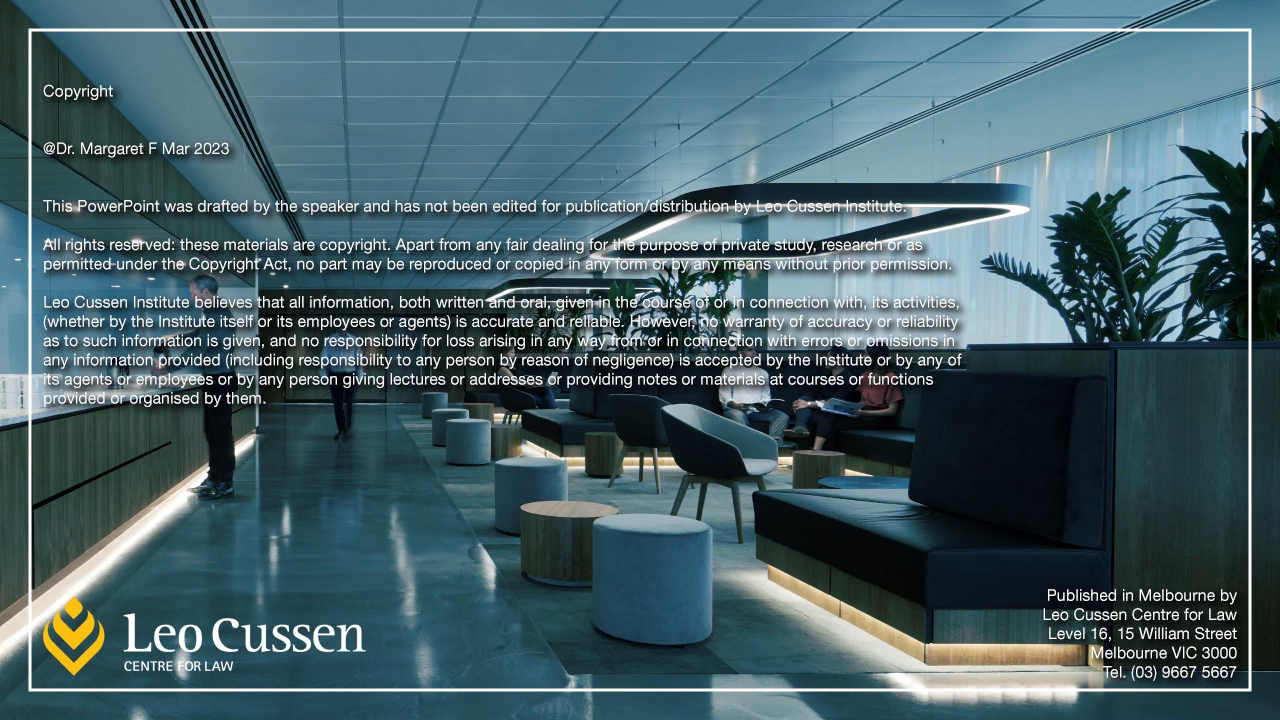 Copyright
@Dr. Margaret F Mar 2023
This PowerPoint was drafted by the speaker and has not been edited for publication/distribution by Leo Cussen Institute.
All rights reserved: these materials are copyright. Apart from any fair dealing for the purpose of private study, research or as
permitted under the Copyright Act, no part may be reproduced or copied in any form or by any means without prior permission.
Leo Cussen Institute believes that all information, both written and oral, given in the course of or in connection with, its activities,
(whether by the Institute itself or its employees or agents) is accurate and reliable. However, no warranty of accuracy or reliability
as to such information is given, and no responsibility for loss arising in any way from or in connection with errors or omissions in
any information provided (including responsibility to any person by reason of negligence) is accepted by the Institute or by any of
its agents or employees or by any person giving lectures or addresses or providing notes or materials at courses or functions
provided or organised by them.
Leo Cussen
CENTRE FOR LAW
Published in Melbourne by
Leo Cussen Centre for Law
Level 16, 15 William Street
Melbourne VIC 3000
Tel. (03) 9667 5667